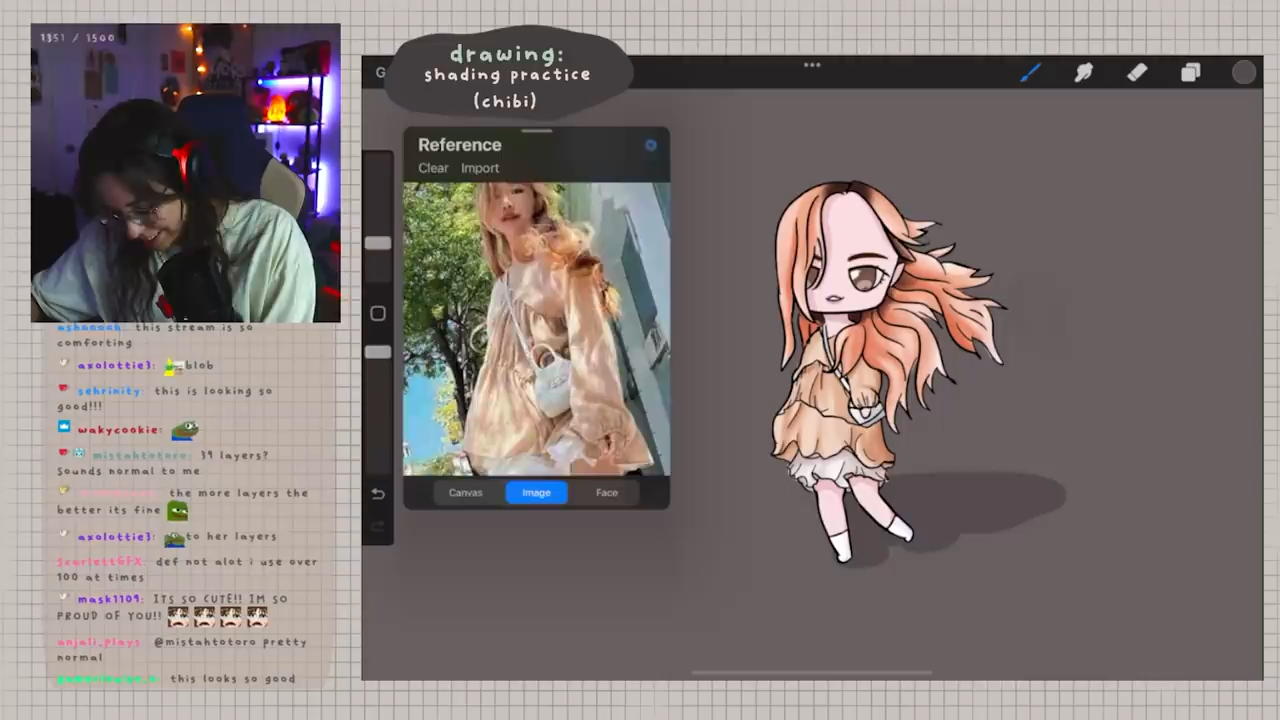 1351 / 1500
drawing:
shading practice
(chibi)
G
Reference
Clear Import
Canvas Image Face
ashannah: this stream is so
comforting
axolottie3: blob
sehrinity: this is looking so
good!!!
wakycookie:
mistahtotoro: 39 layers?
Sounds normal to me
the more layers the
better its fine
axolottie3: to her layers
ScarlettGFX: def not alot i use over
100 at times
mask1109: ITS SO CUTE!! IM SO
PROUD OF YOU!!
anjali_plays: @mistahtotoro pretty
normal
this looks so good